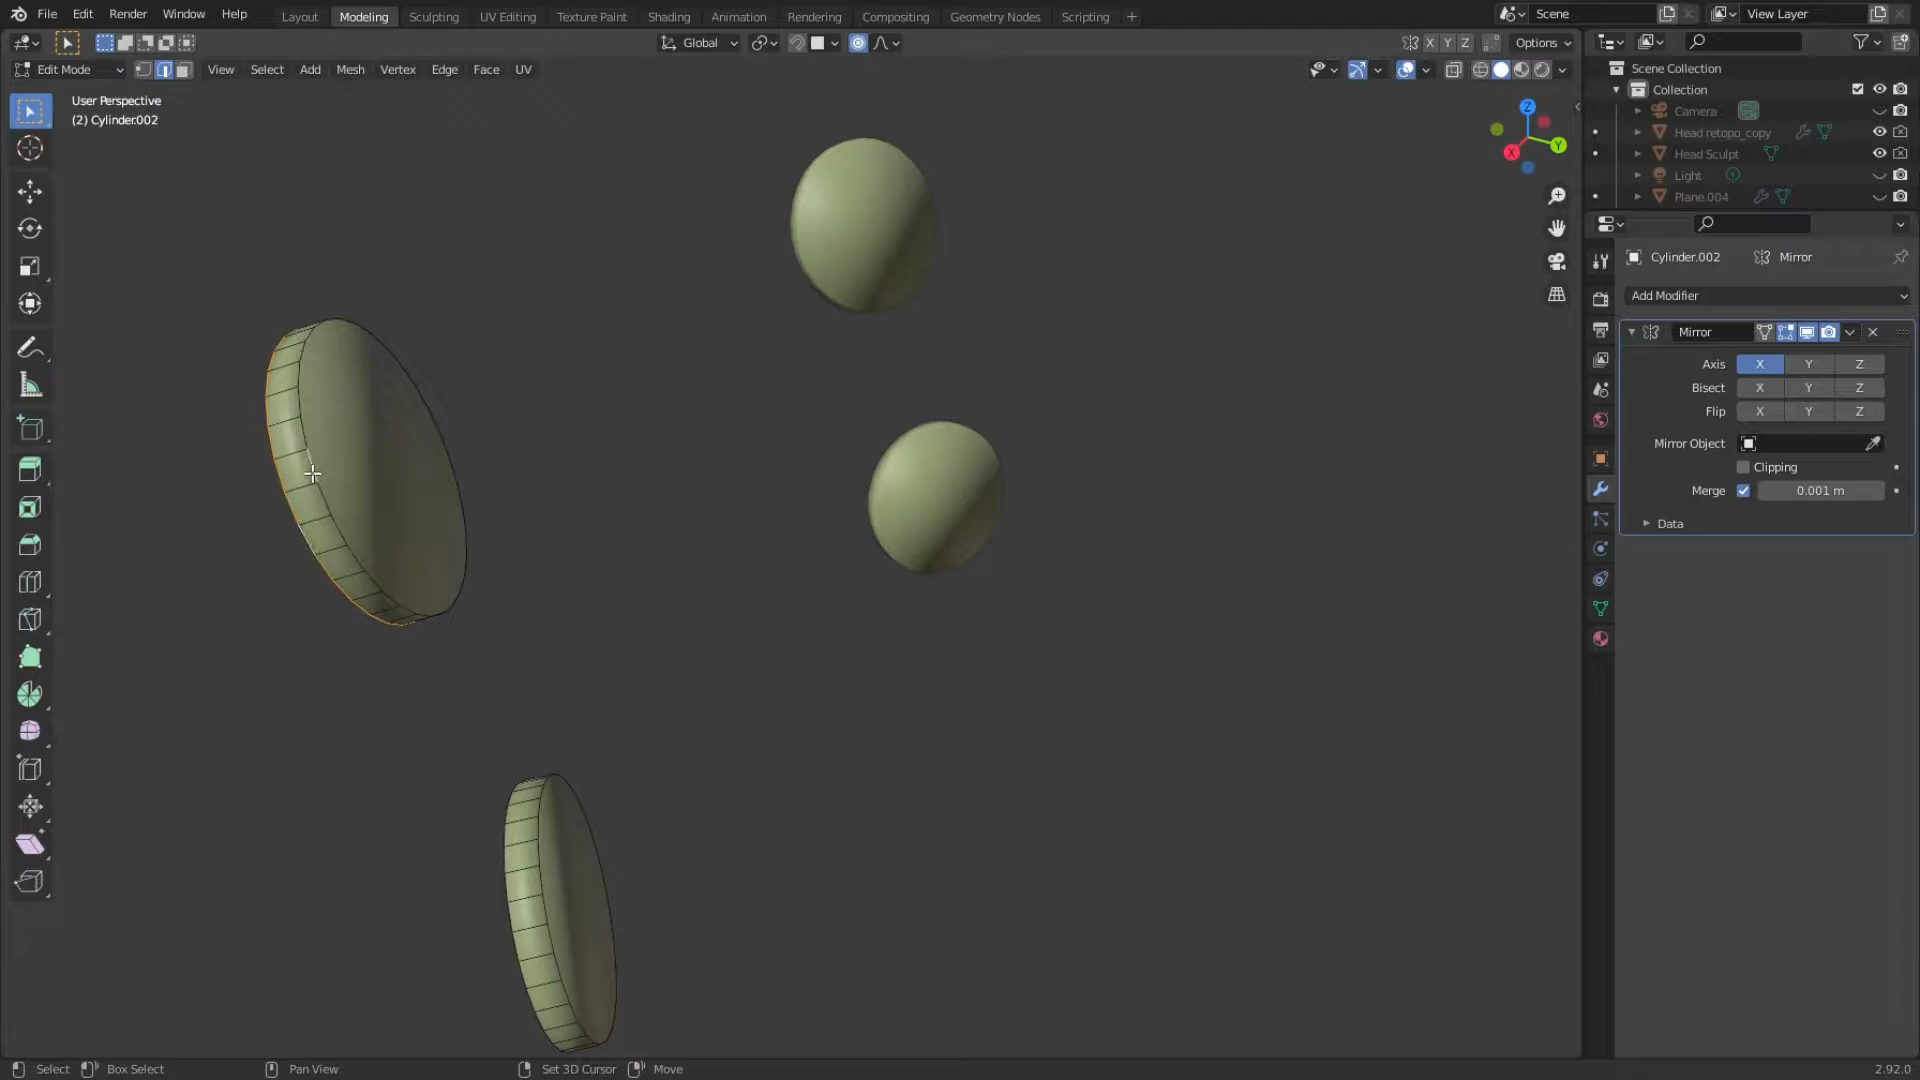 File Edit Render Window Help Layout Modeling Sculpting UV Editing Texture Paint Shading Animation Rendering Compositing Geometry Nodes Scripting + Scene View Layer
Global X Y Z Options
Edit Mode View Select Add Mesh Vertex Edge Face UV
User Perspective
(2) Cylinder.002
Z
Y
X
Scene Collection
Collection
Camera
Head retopo_copy
Head Sculpt
Light
Plane.004
Cylinder.002 Mirror
Add Modifier
Mirror
Axis X Y Z
Bisect X Y Z
Flip X Y Z
Mirror Object
Clipping
Merge 0.001 m
Data
Select Box Select Pan View Set 3D Cursor Move 2.92.0